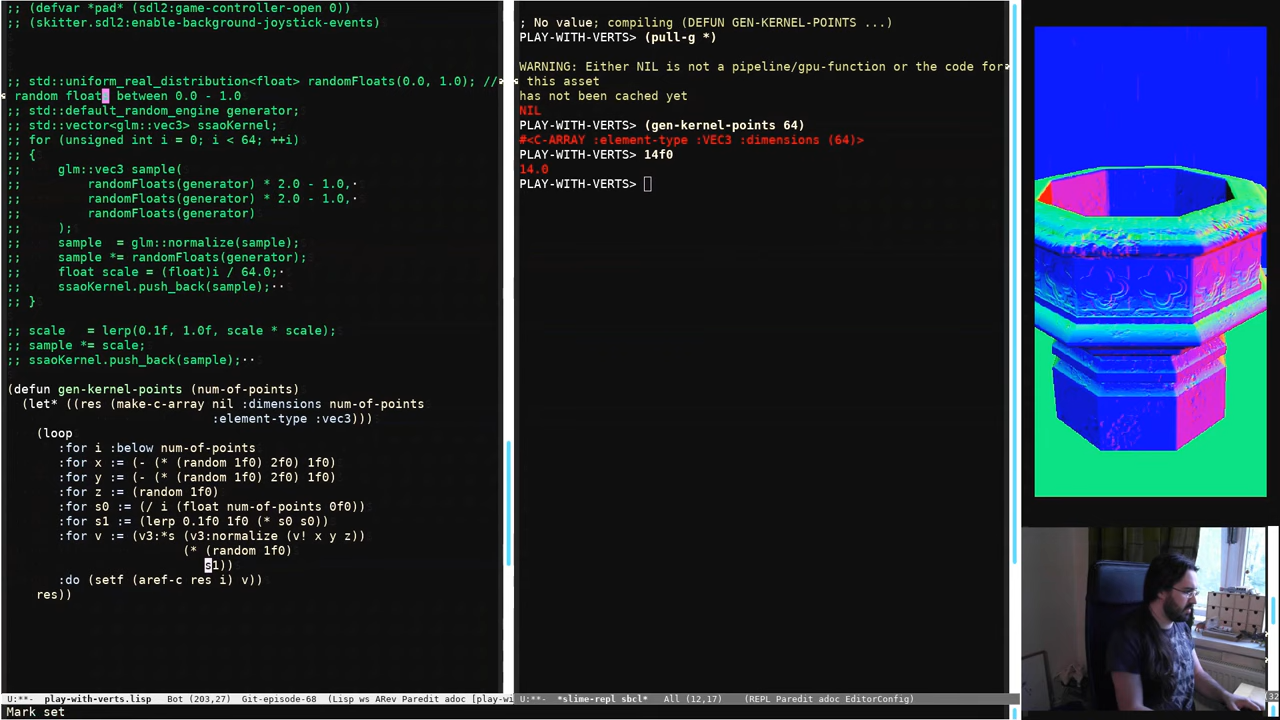 ;; (defvar *pad* (sdl2:game-controller-open 0))
;; (skitter.sdl2:enable-background-joystick-events)
;; std::uniform_real_distribution<float> randomFloats(0.0, 1.0); //
random floats between 0.0 - 1.0
;; std::default_random_engine generator;
;; std::vector<glm::vec3> ssaoKernel;
;; for (unsigned int i = 0; i < 64; ++i)
;; {
;;     glm::vec3 sample(
;;         randomFloats(generator) * 2.0 - 1.0,·
;;         randomFloats(generator) * 2.0 - 1.0,·
;;         randomFloats(generator)
;;     );
;;     sample  = glm::normalize(sample);
;;     sample *= randomFloats(generator);
;;     float scale = (float)i / 64.0;·
;;     ssaoKernel.push_back(sample);··
;; }
;; scale   = lerp(0.1f, 1.0f, scale * scale);
;; sample *= scale;
;; ssaoKernel.push_back(sample);··
(defun gen-kernel-points (num-of-points)
  (let* ((res (make-c-array nil :dimensions num-of-points
                            :element-type :vec3)))
    (loop
       :for i :below num-of-points
       :for x := (- (* (random 1f0) 2f0) 1f0)
       :for y := (- (* (random 1f0) 2f0) 1f0)
       :for z := (random 1f0)
       :for s0 := (/ i (float num-of-points 0f0))
       :for s1 := (lerp 0.1f0 1f0 (* s0 s0))
       :for v := (v3:*s (v3:normalize (v! x y z))
                        (* (random 1f0)
                           s1))
       :do (setf (aref-c res i) v))
    res))
U:**-  play-with-verts.lisp   Bot (203,27)   Git-episode-68  (Lisp ws ARev Paredit adoc [play-wi
Mark set
; No value; compiling (DEFUN GEN-KERNEL-POINTS ...)
PLAY-WITH-VERTS> (pull-g *)
WARNING: Either NIL is not a pipeline/gpu-function or the code for
this asset
has not been cached yet
NIL
PLAY-WITH-VERTS> (gen-kernel-points 64)
#<C-ARRAY :element-type :VEC3 :dimensions (64)>
PLAY-WITH-VERTS> 14f0
14.0
PLAY-WITH-VERTS>
U:**-  *slime-repl sbcl*   All (12,17)     (REPL Paredit adoc EditorConfig)